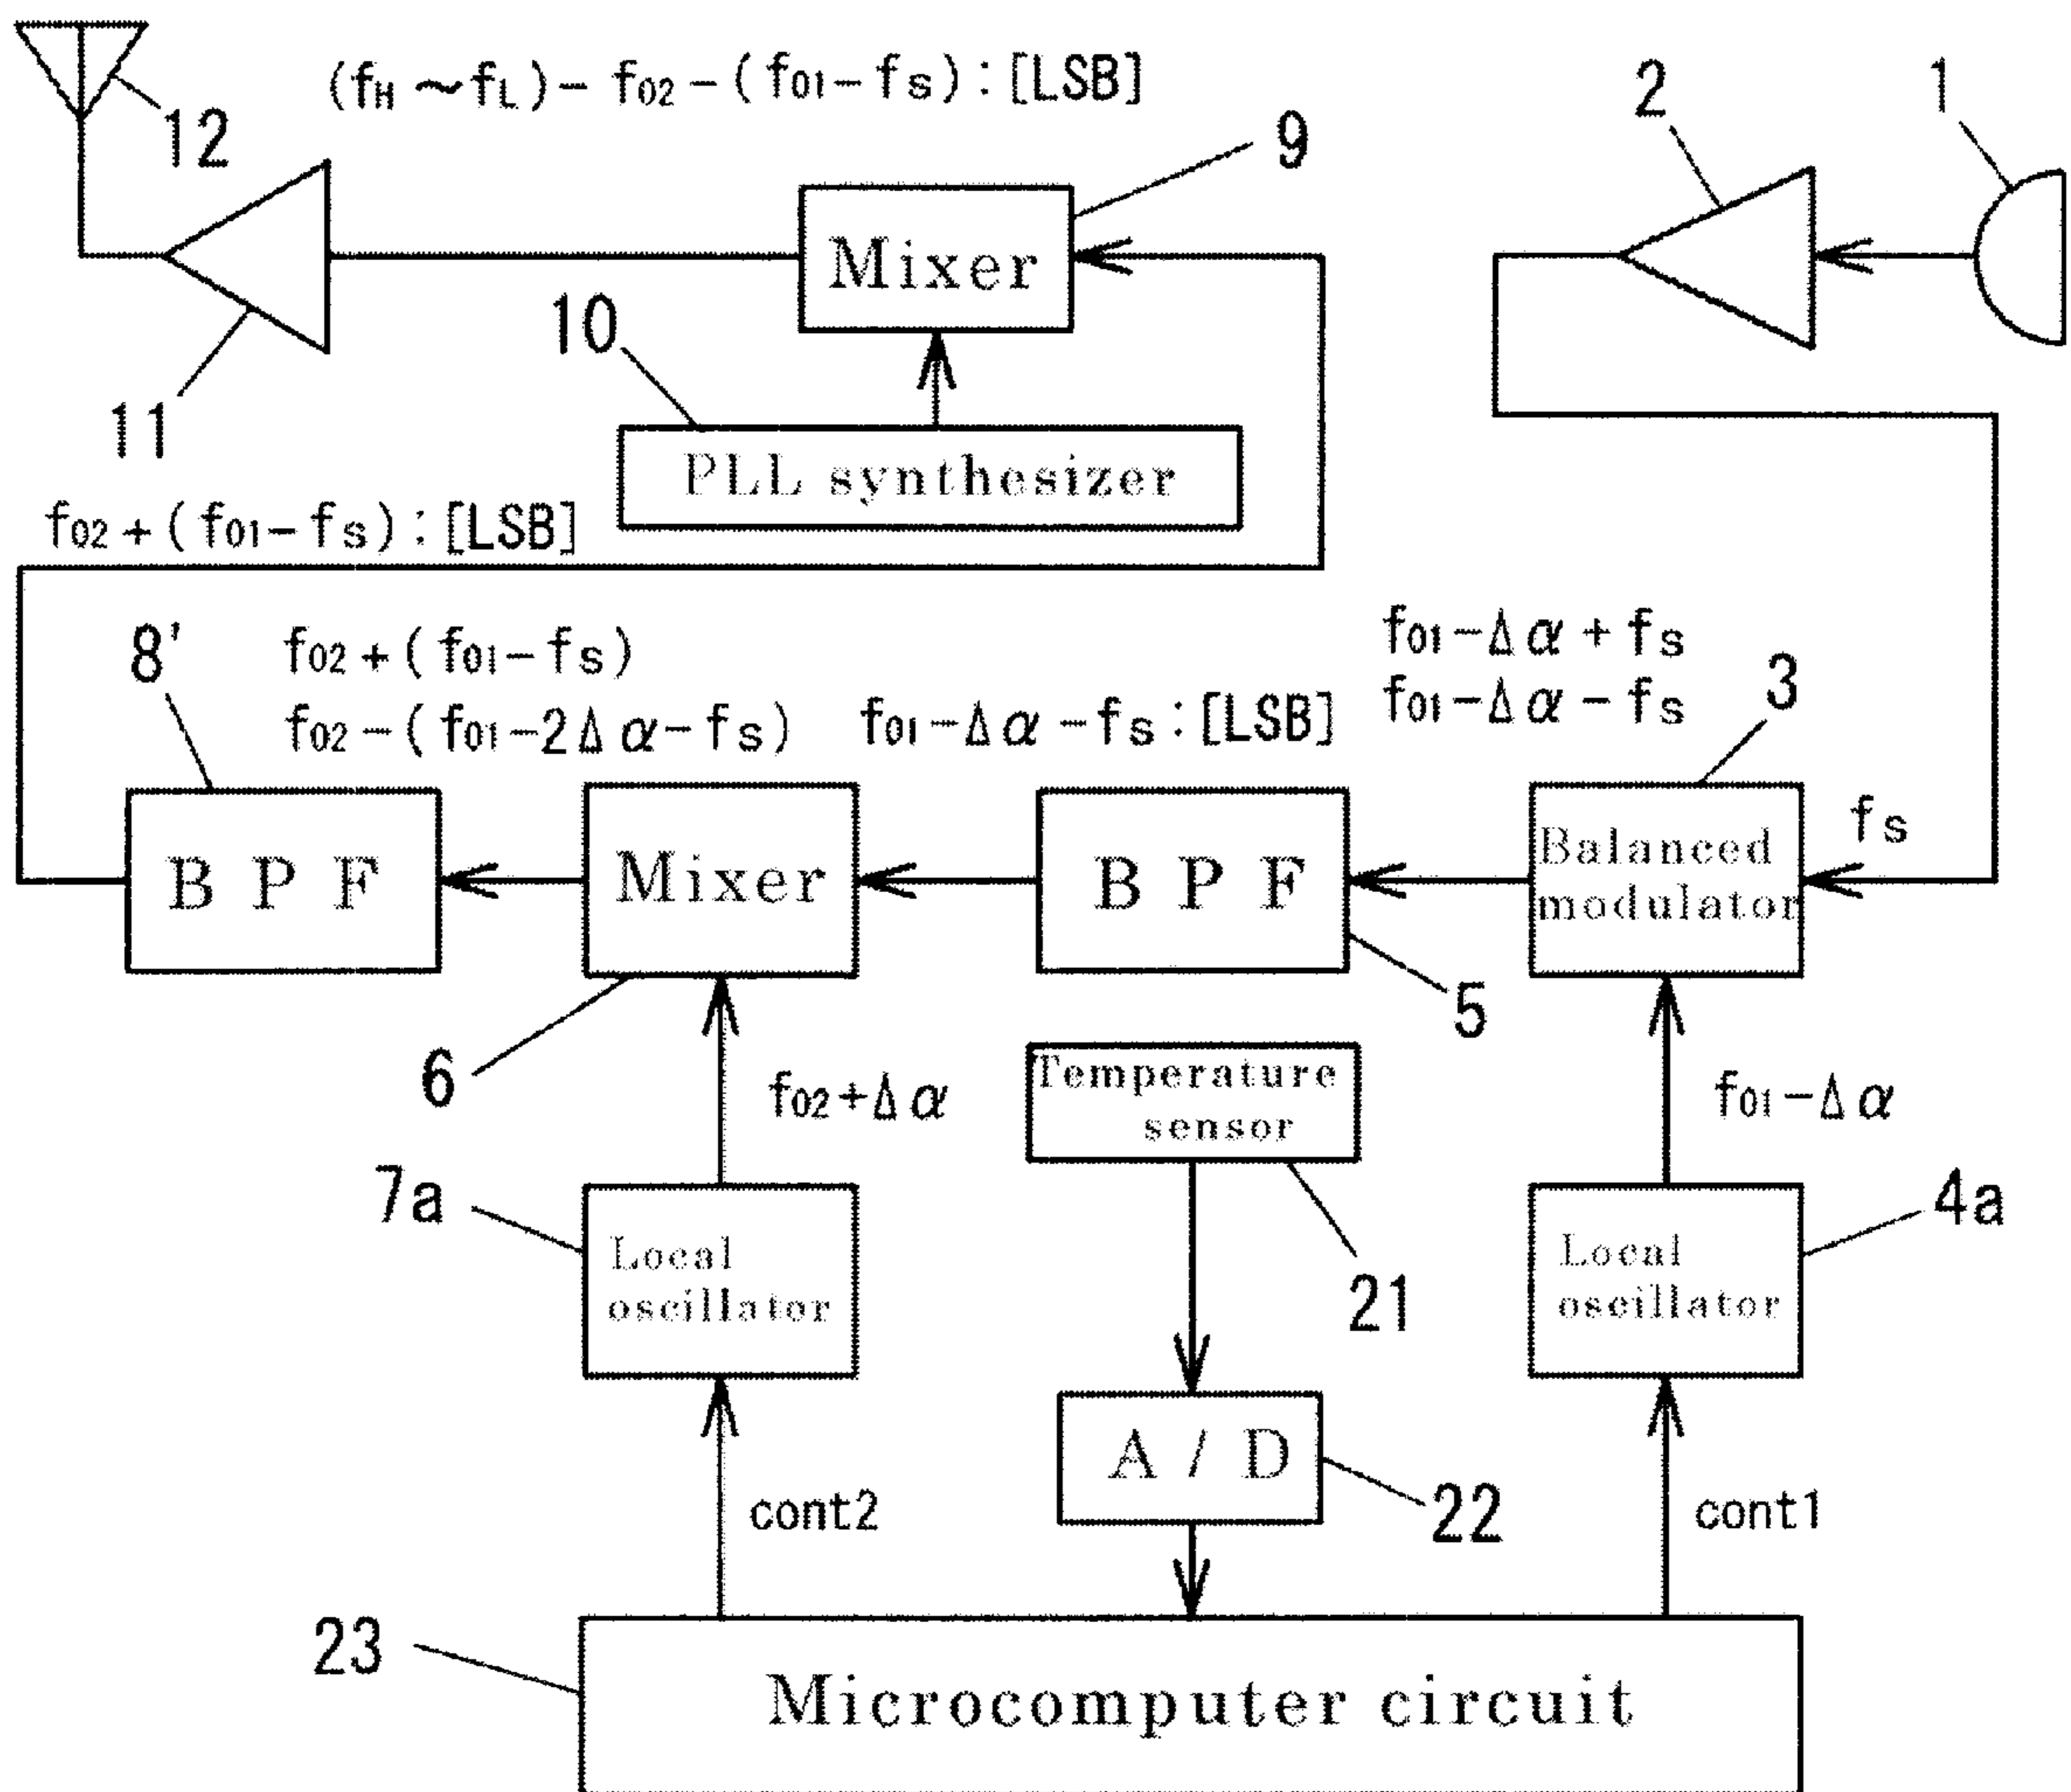 12
(fH ～fL)- f02 -(f01-fs):[LSB]
9
2
1
Mixer
10
11
PLL synthesizer
f02 +(f01-fs):[LSB]
8'
f02 +(f01-fs)
f02 -(f01-2Δα-fs)
f01-Δα-fs:[LSB]
f01-Δα+fs
f01-Δα-fs
3
fs
B P F
Mixer
B P F
Balanced
modulator
5
6
f02+Δα
Temperature
sensor
f01-Δα
7a
4a
Local
oscillator
21
Local
oscillator
A / D
cont2
22
cont1
23
Microcomputer circuit